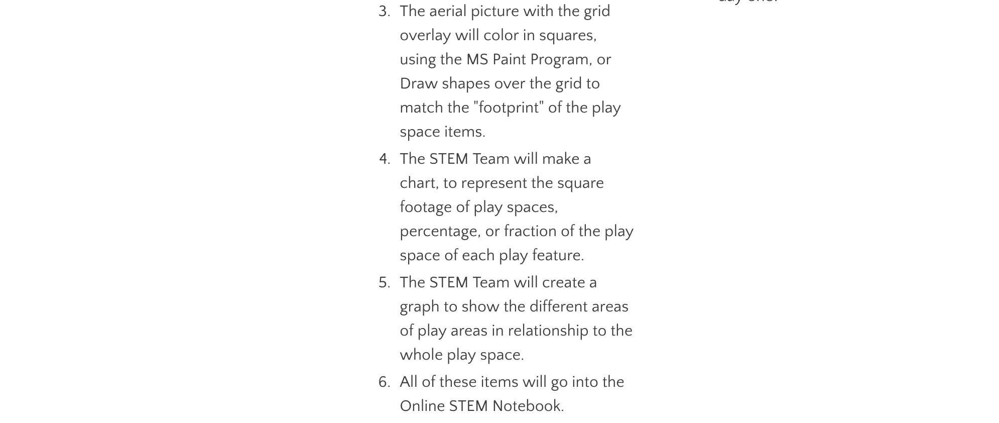 day one.
3. The aerial picture with the grid
overlay will color in squares,
using the MS Paint Program, or
Draw shapes over the grid to
match the "footprint" of the play
space items.
4. The STEM Team will make a
chart, to represent the square
footage of play spaces,
percentage, or fraction of the play
space of each play feature.
5. The STEM Team will create a
graph to show the different areas
of play areas in relationship to the
whole play space.
6. All of these items will go into the
Online STEM Notebook.